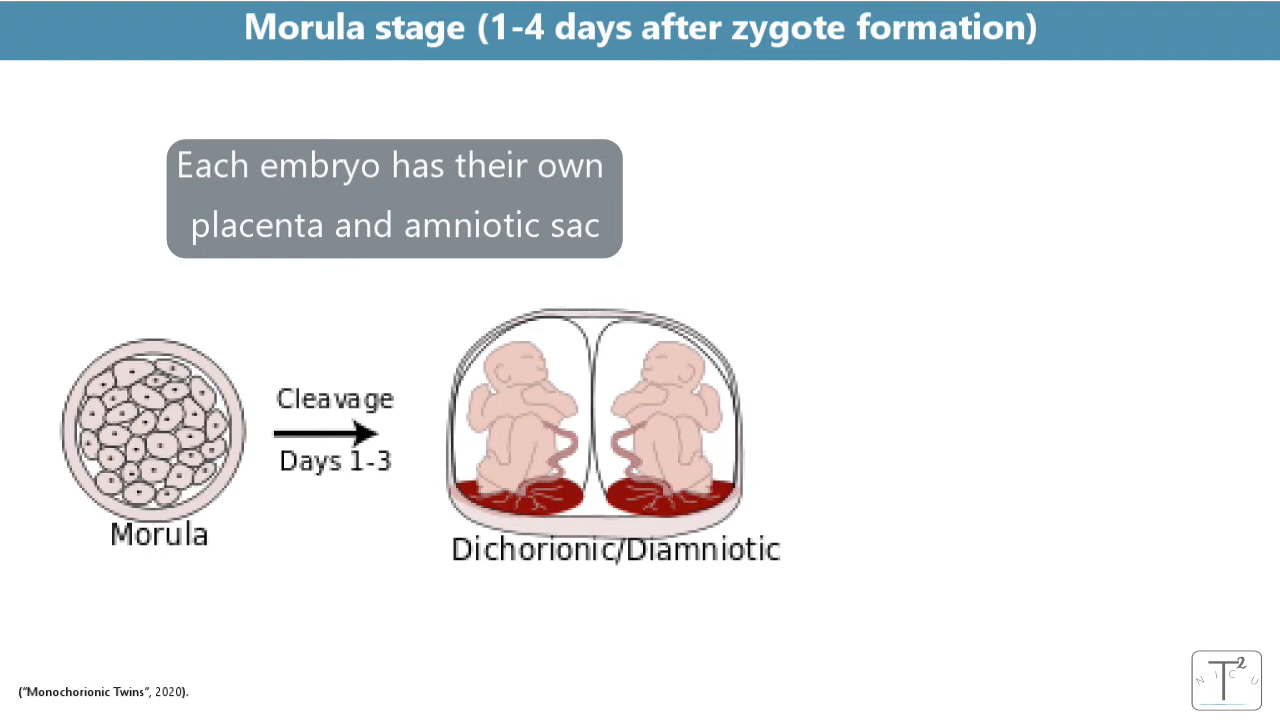 Morula stage (1-4 days after zygote formation)
Each embryo has their own
placenta and amniotic sac
Cleavage
Days 1-3
Morula
Dichorionic/Diamniotic
("Monochorionic Twins", 2020).
T2
N I C U